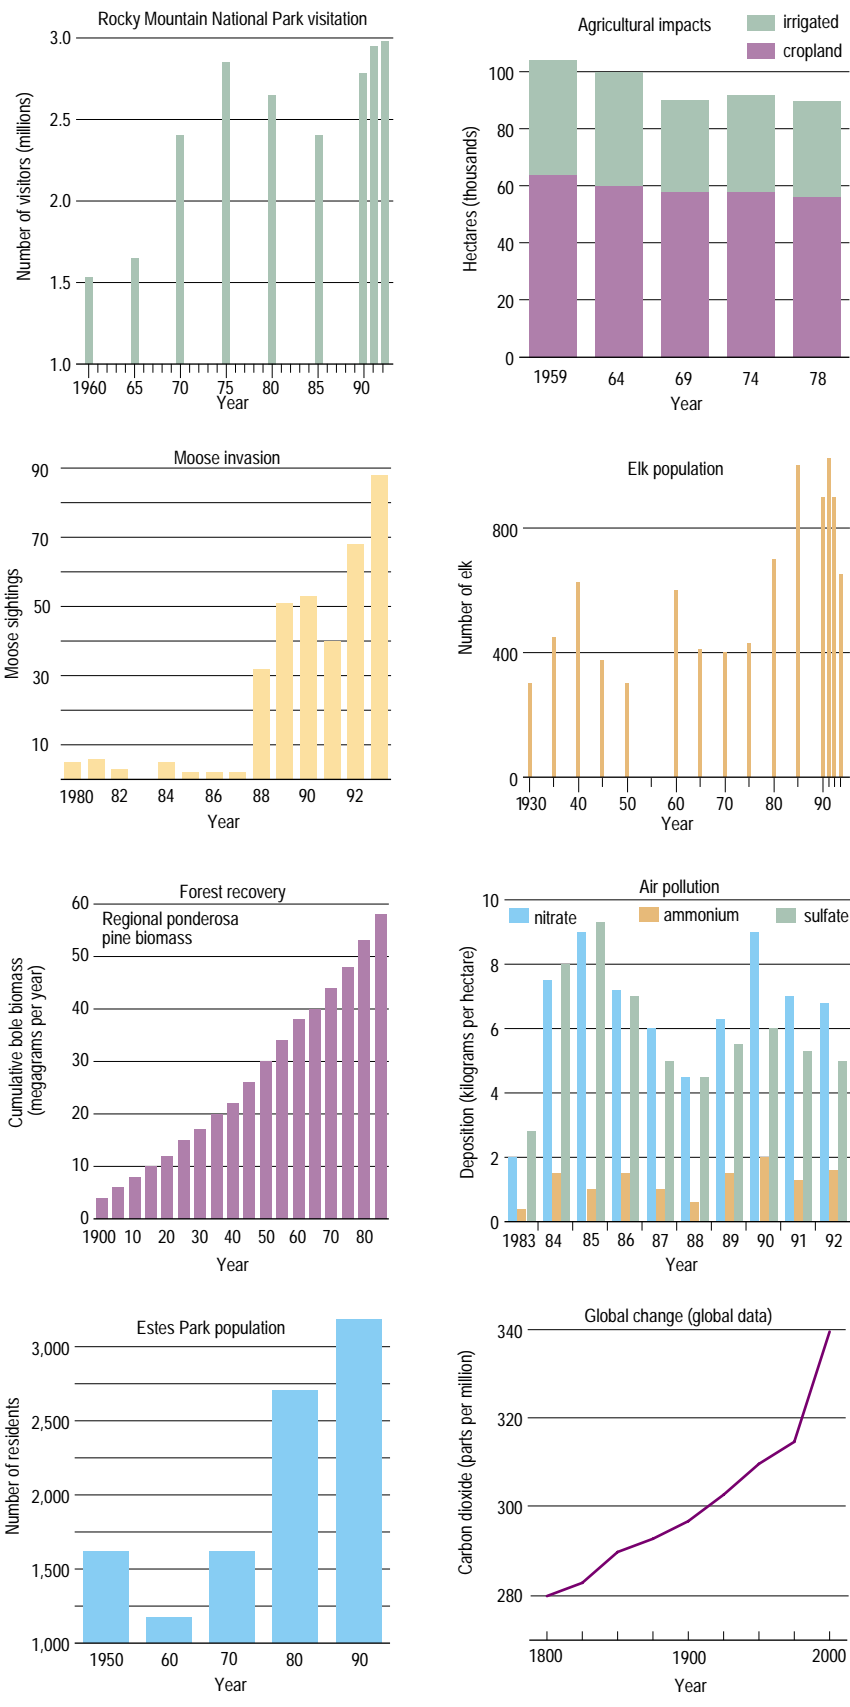 Rocky Mountain National Park visitation
Number of visitors (millions)
3.0
2.5
2.0
1.5
1.0
1960 65 70 75 80 85 90
Year
Agricultural impacts
irrigated
cropland
Hectares (thousands)
100
80
60
40
20
0
1959 64 69 74 78
Year
Moose invasion
Moose sightings
90
70
50
30
10
1980 82 84 86 88 90 92
Year
Elk population
Number of elk
800
400
0
1930 40 50 60 70 80 90
Year
Forest recovery
Regional ponderosa
pine biomass
Cumulative bole biomass
(megagrams per year)
60
50
40
30
20
10
0
1900 10 20 30 40 50 60 70 80
Year
Air pollution
nitrate ammonium sulfate
Deposition (kilograms per hectare)
10
8
6
4
2
0
1983 84 85 86 87 88 89 90 91 92
Year
Estes Park population
Number of residents
3,000
2,500
2,000
1,500
1,000
1950 60 70 80 90
Year
Global change (global data)
Carbon dioxide (parts per million)
340
320
300
280
1800 1900 2000
Year